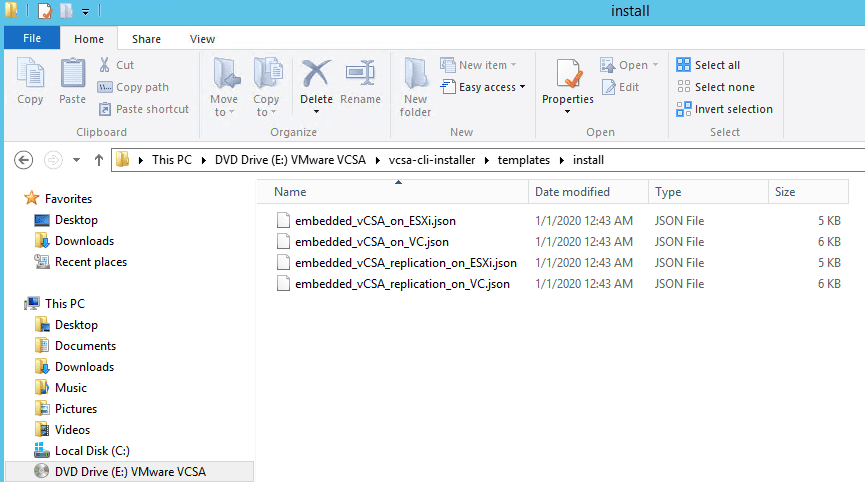 install
File Home Share View
Copy
Paste
Cut
Copy path
Paste shortcut
Clipboard
Move to
Copy to
Delete
Rename
Organize
New folder
New item
Easy access
New
Properties
Open
Edit
Open
Select all
Select none
Invert selection
Select
This PC DVD Drive (E:) VMware VCSA vcsa-cli-installer templates install
Favorites
Desktop
Downloads
Recent places
This PC
Desktop
Documents
Downloads
Music
Pictures
Videos
Local Disk (C:)
DVD Drive (E:) VMware VCSA
Name Date modified Type Size
embedded_vCSA_on_ESXi.json 1/1/2020 12:43 AM JSON File 5 KB
embedded_vCSA_on_VC.json 1/1/2020 12:43 AM JSON File 6 KB
embedded_vCSA_replication_on_ESXi.json 1/1/2020 12:43 AM JSON File 5 KB
embedded_vCSA_replication_on_VC.json 1/1/2020 12:43 AM JSON File 6 KB